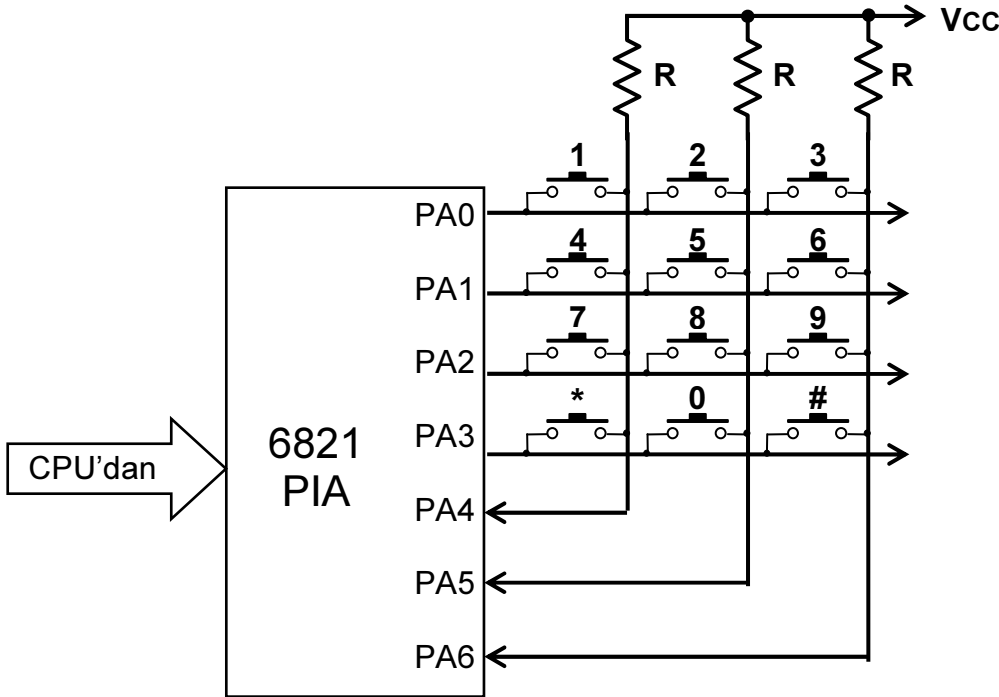 VCC
R R R
1 2 3
PA0
4 5 6
PA1
7 8 9
PA2
* 0 #
PA3
CPU’dan
6821
PIA
PA4
PA5
PA6